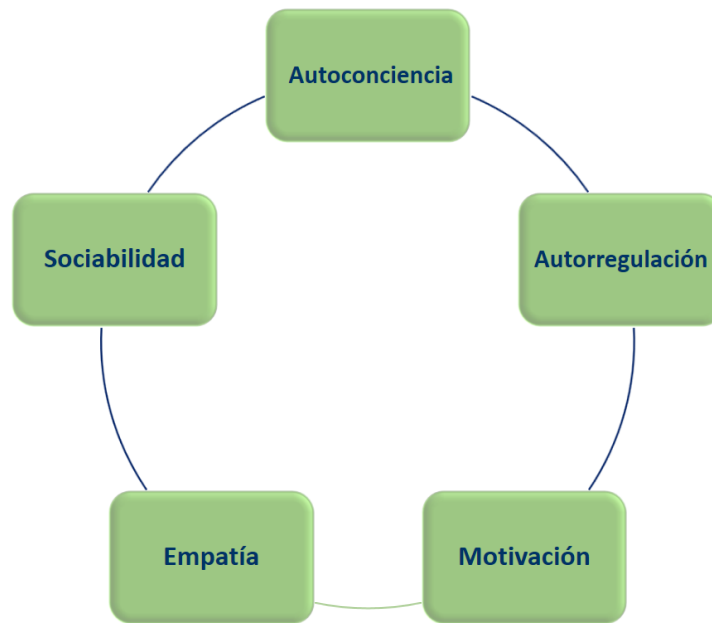 Autoconciencia
Sociabilidad
Autorregulación
Empatía
Motivación